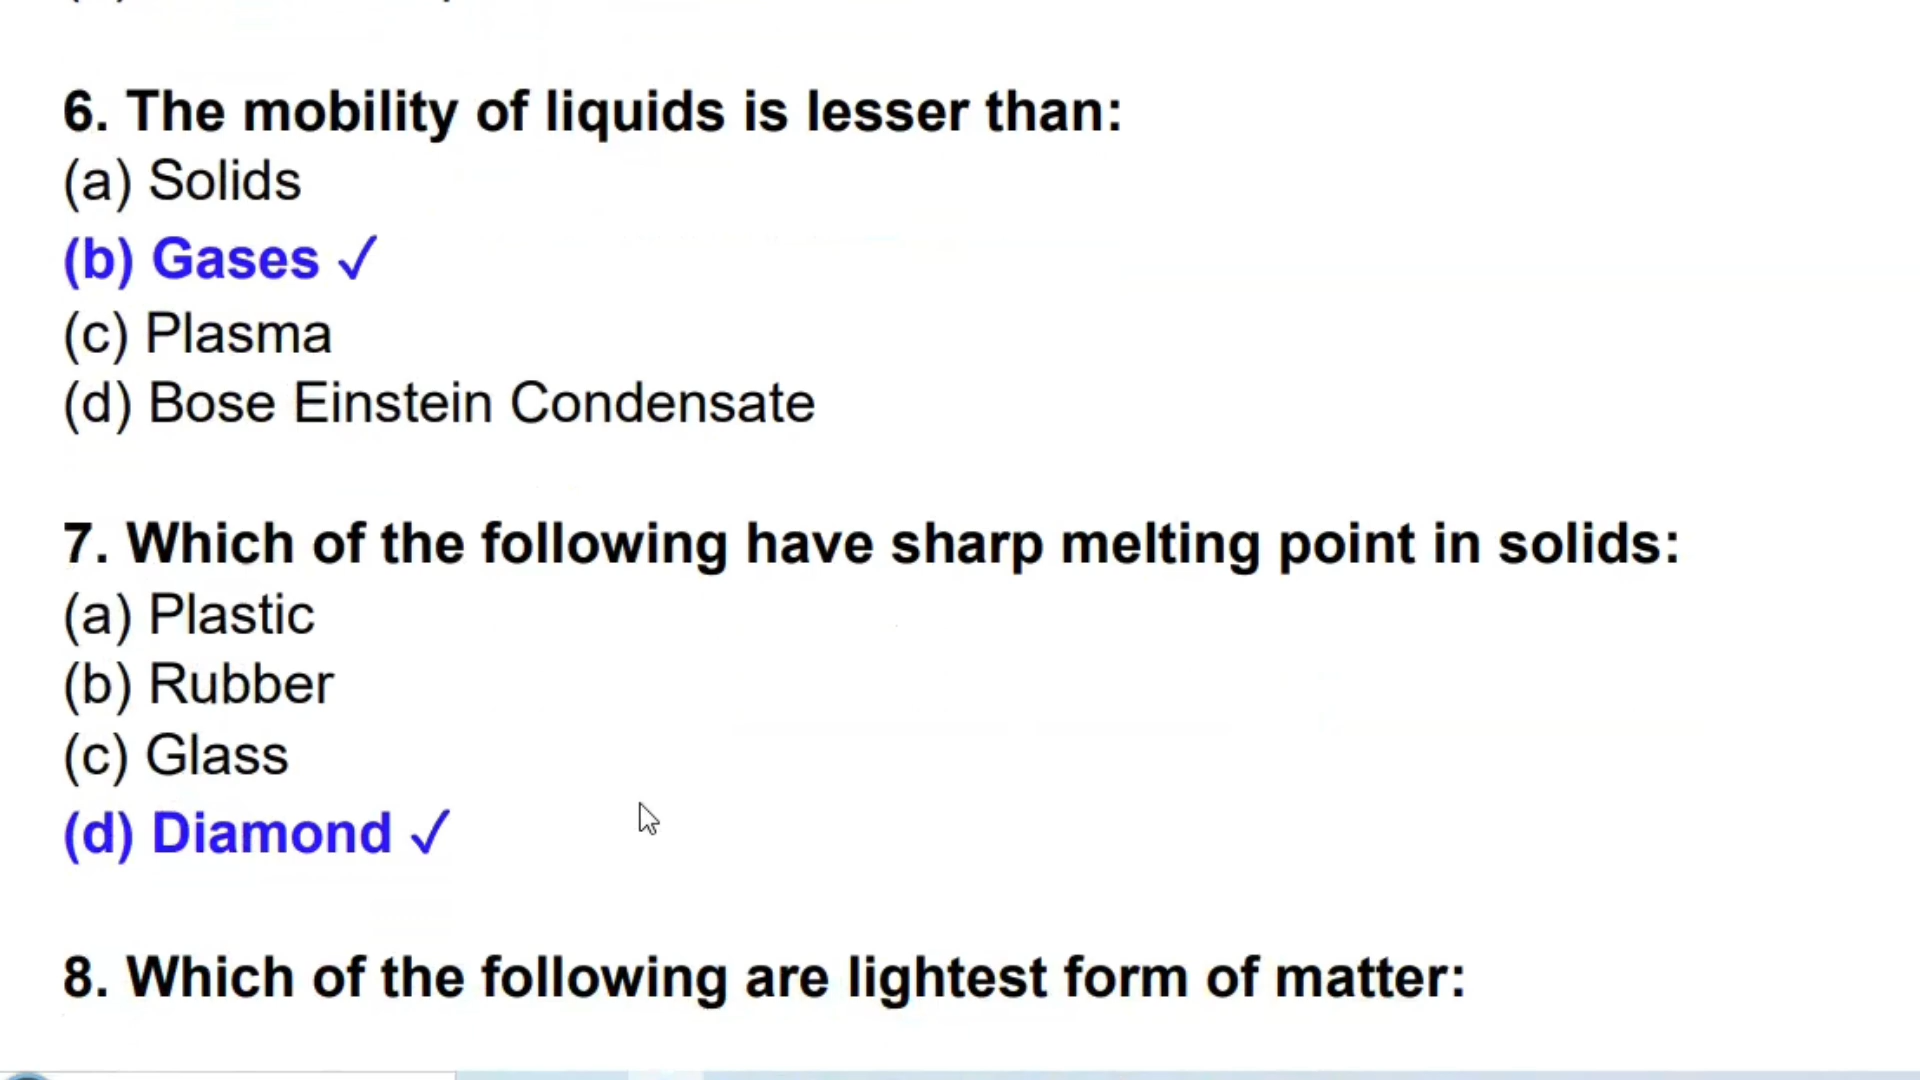 6. The mobility of liquids is lesser than:
(a) Solids
(b) Gases ✓
(c) Plasma
(d) Bose Einstein Condensate
7. Which of the following have sharp melting point in solids:
(a) Plastic
(b) Rubber
(c) Glass
(d) Diamond ✓
8. Which of the following are lightest form of matter: